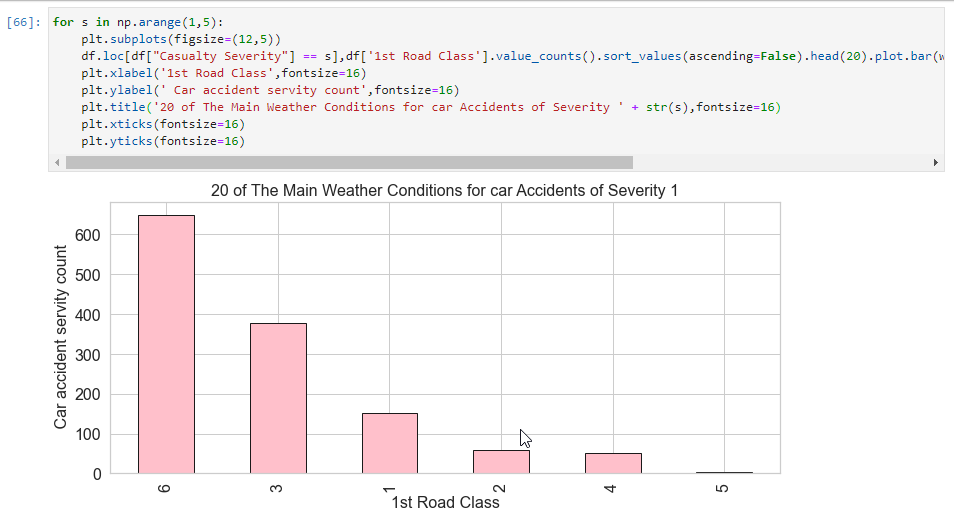 [66]: for s in np.arange(1,5):
plt.subplots(figsize=(12,5))
df.loc[df["Casualty Severity"] == s],df['1st Road Class'].value_counts().sort_values(ascending=False).head(20).plot.bar(w
plt.xlabel('1st Road Class',fontsize=16)
plt.ylabel(' Car accident servity count',fontsize=16)
plt.title('20 of The Main Weather Conditions for car Accidents of Severity ' + str(s),fontsize=16)
plt.xticks(fontsize=16)
plt.yticks(fontsize=16)
20 of The Main Weather Conditions for car Accidents of Severity 1
Car accident servity count
600
500
400
300
200
100
0
6
3
1
2
4
5
1st Road Class